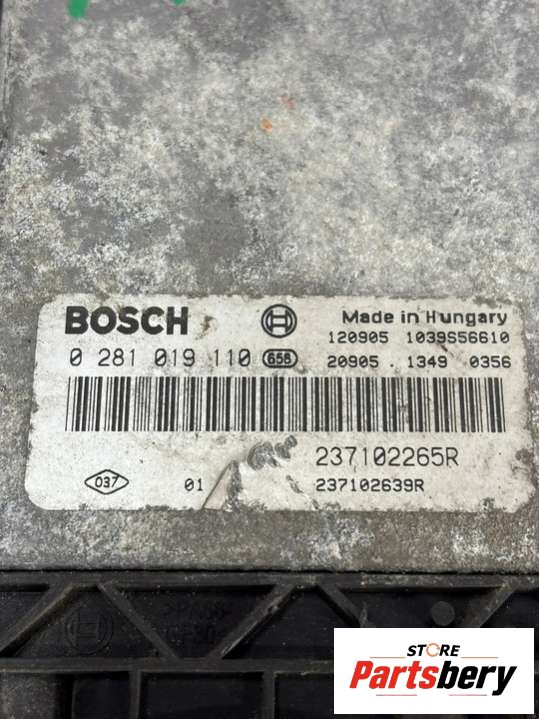 BOSCH
Made in Hungary
120905 1039S56610
0 281 019 110 656
20905 . 1349 0356
237102265R
037 01 237102639R
STORE
Partsbery